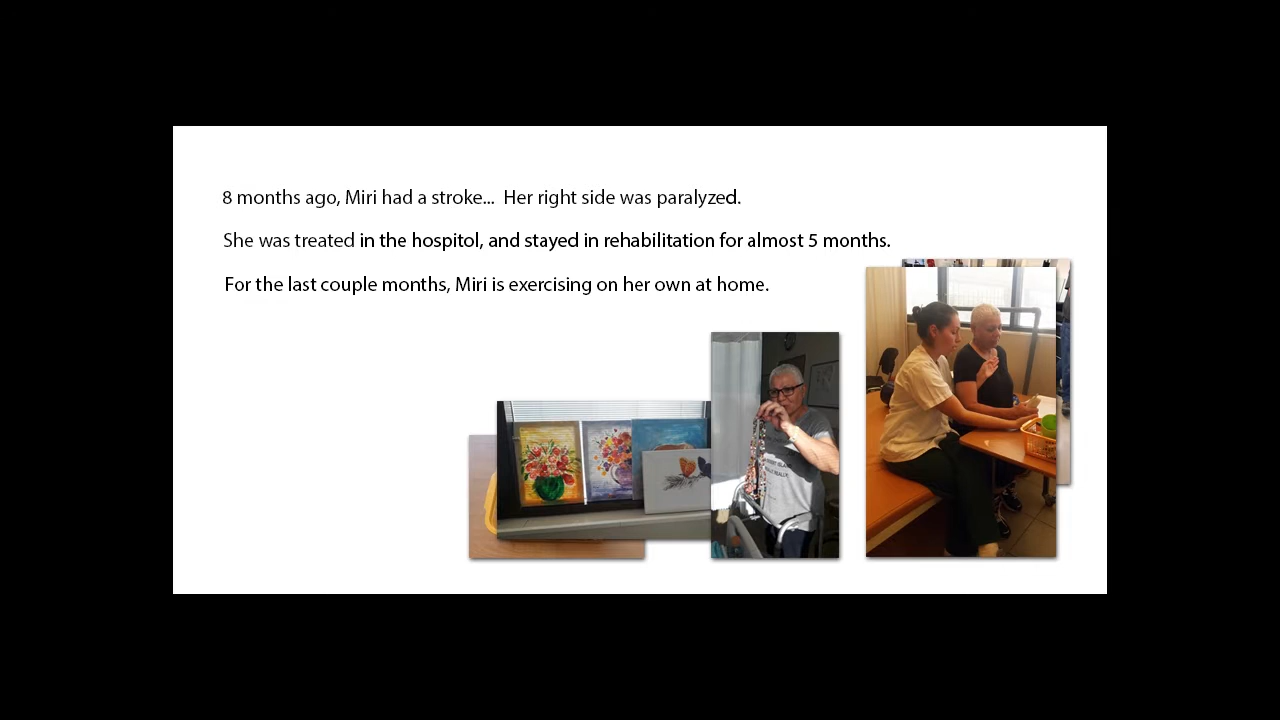 8 months ago, Miri had a stroke... Her right side was paralyzed.
She was treated in the hospitol, and stayed in rehabilitation for almost 5 months.
For the last couple months, Miri is exercising on her own at home.